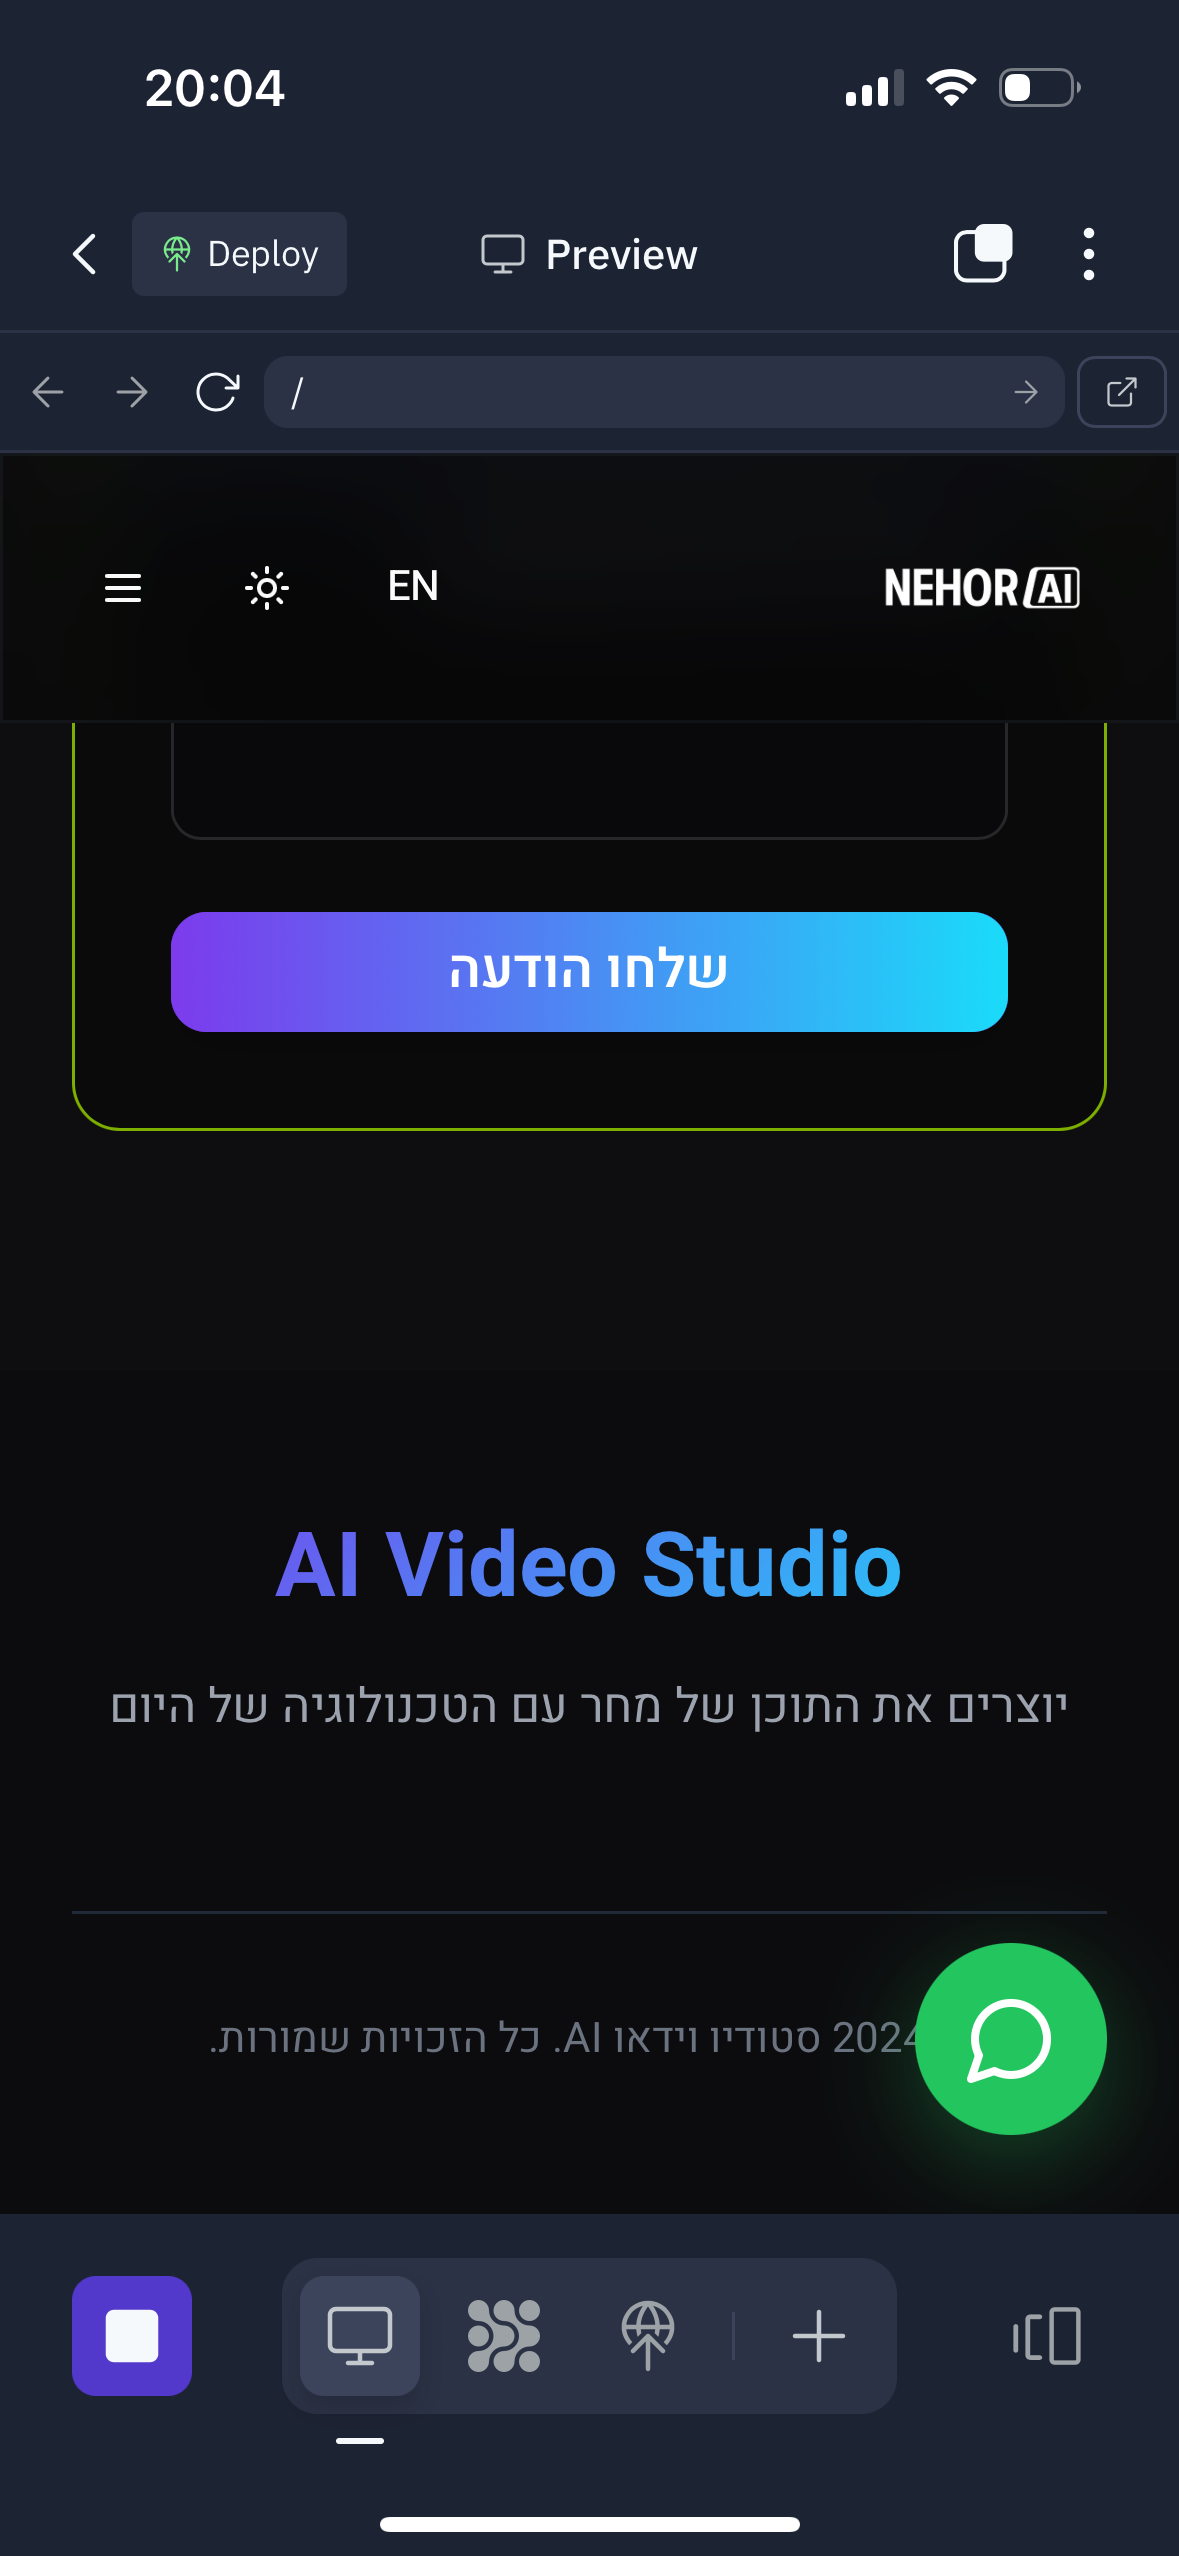 20:04
Deploy
Preview
/
EN
NEHOR AI
שלחו הודעה
AI Video Studio
יוצרים את התוכן של מחר עם הטכנולוגיה של היום
2024 סטודיו וידאו AI. כל הזכויות שמורות.